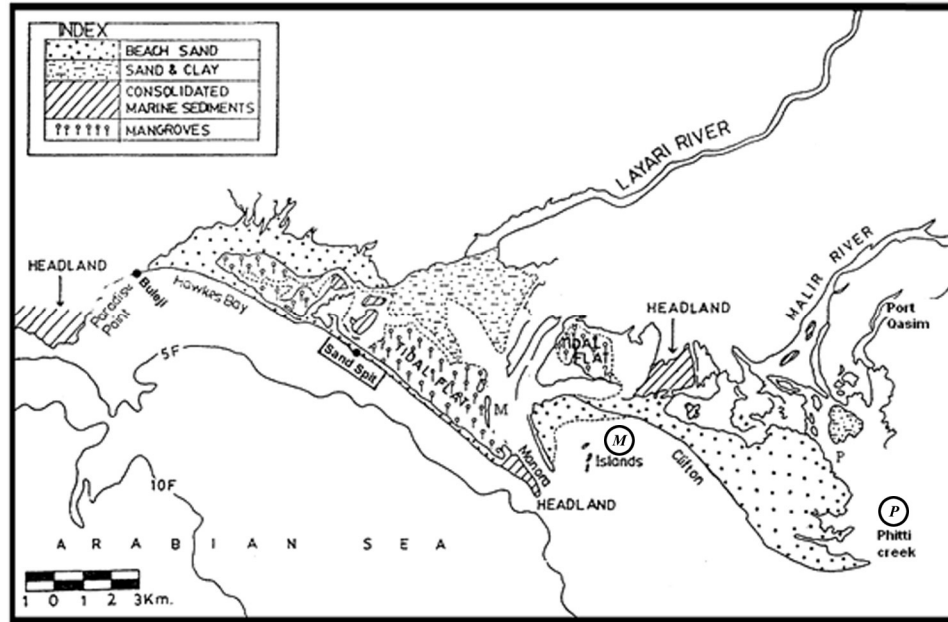 INDEX
BEACH SAND
SAND & CLAY
CONSOLIDATED
MARINE SEDIMENTS
MANGROVES
LAYARI RIVER
MALIR RIVER
Port
Qasim
HEADLAND
Paradise
Point
Buleji
Hawkes Bay
5F
Sand Spit
TIDAL FLAT
M
TIDAL
FLAT
HEADLAND
M
Islands
Clifton
Manora
HEADLAND
P
P
Phitti
creek
10F
ARABIAN SEA
1 0 1 2 3Km.